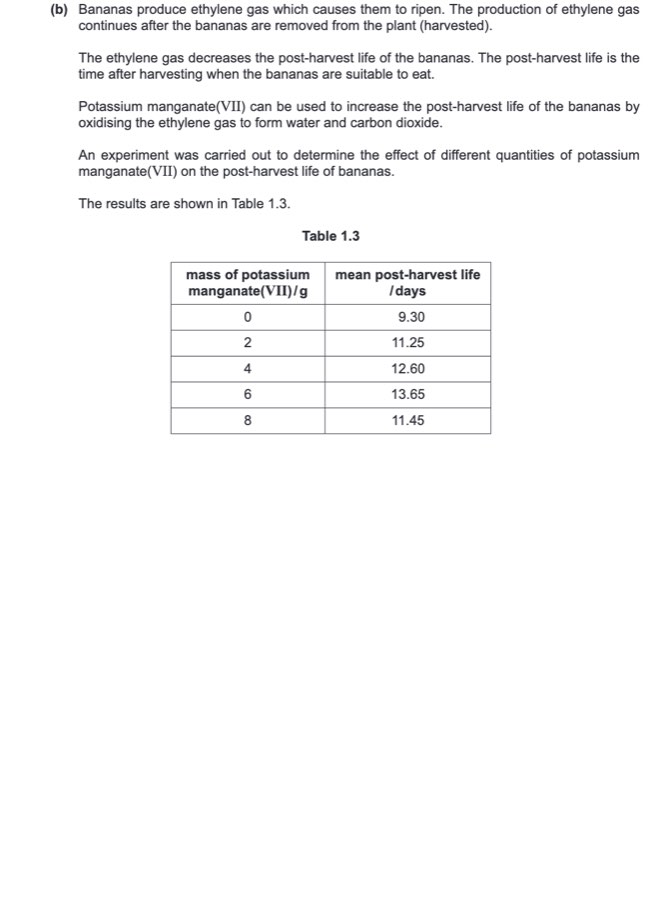 (b) Bananas produce ethylene gas which causes them to ripen. The production of ethylene gas
continues after the bananas are removed from the plant (harvested).
The ethylene gas decreases the post-harvest life of the bananas. The post-harvest life is the
time after harvesting when the bananas are suitable to eat.
Potassium manganate(VII) can be used to increase the post-harvest life of the bananas by
oxidising the ethylene gas to form water and carbon dioxide.
An experiment was carried out to determine the effect of different quantities of potassium
manganate(VII) on the post-harvest life of bananas.
The results are shown in Table 1.3.
Table 1.3
mass of potassium mean post-harvest life
manganate(VII)/g /days
0 9.30
2 11.25
4 12.60
6 13.65
8 11.45